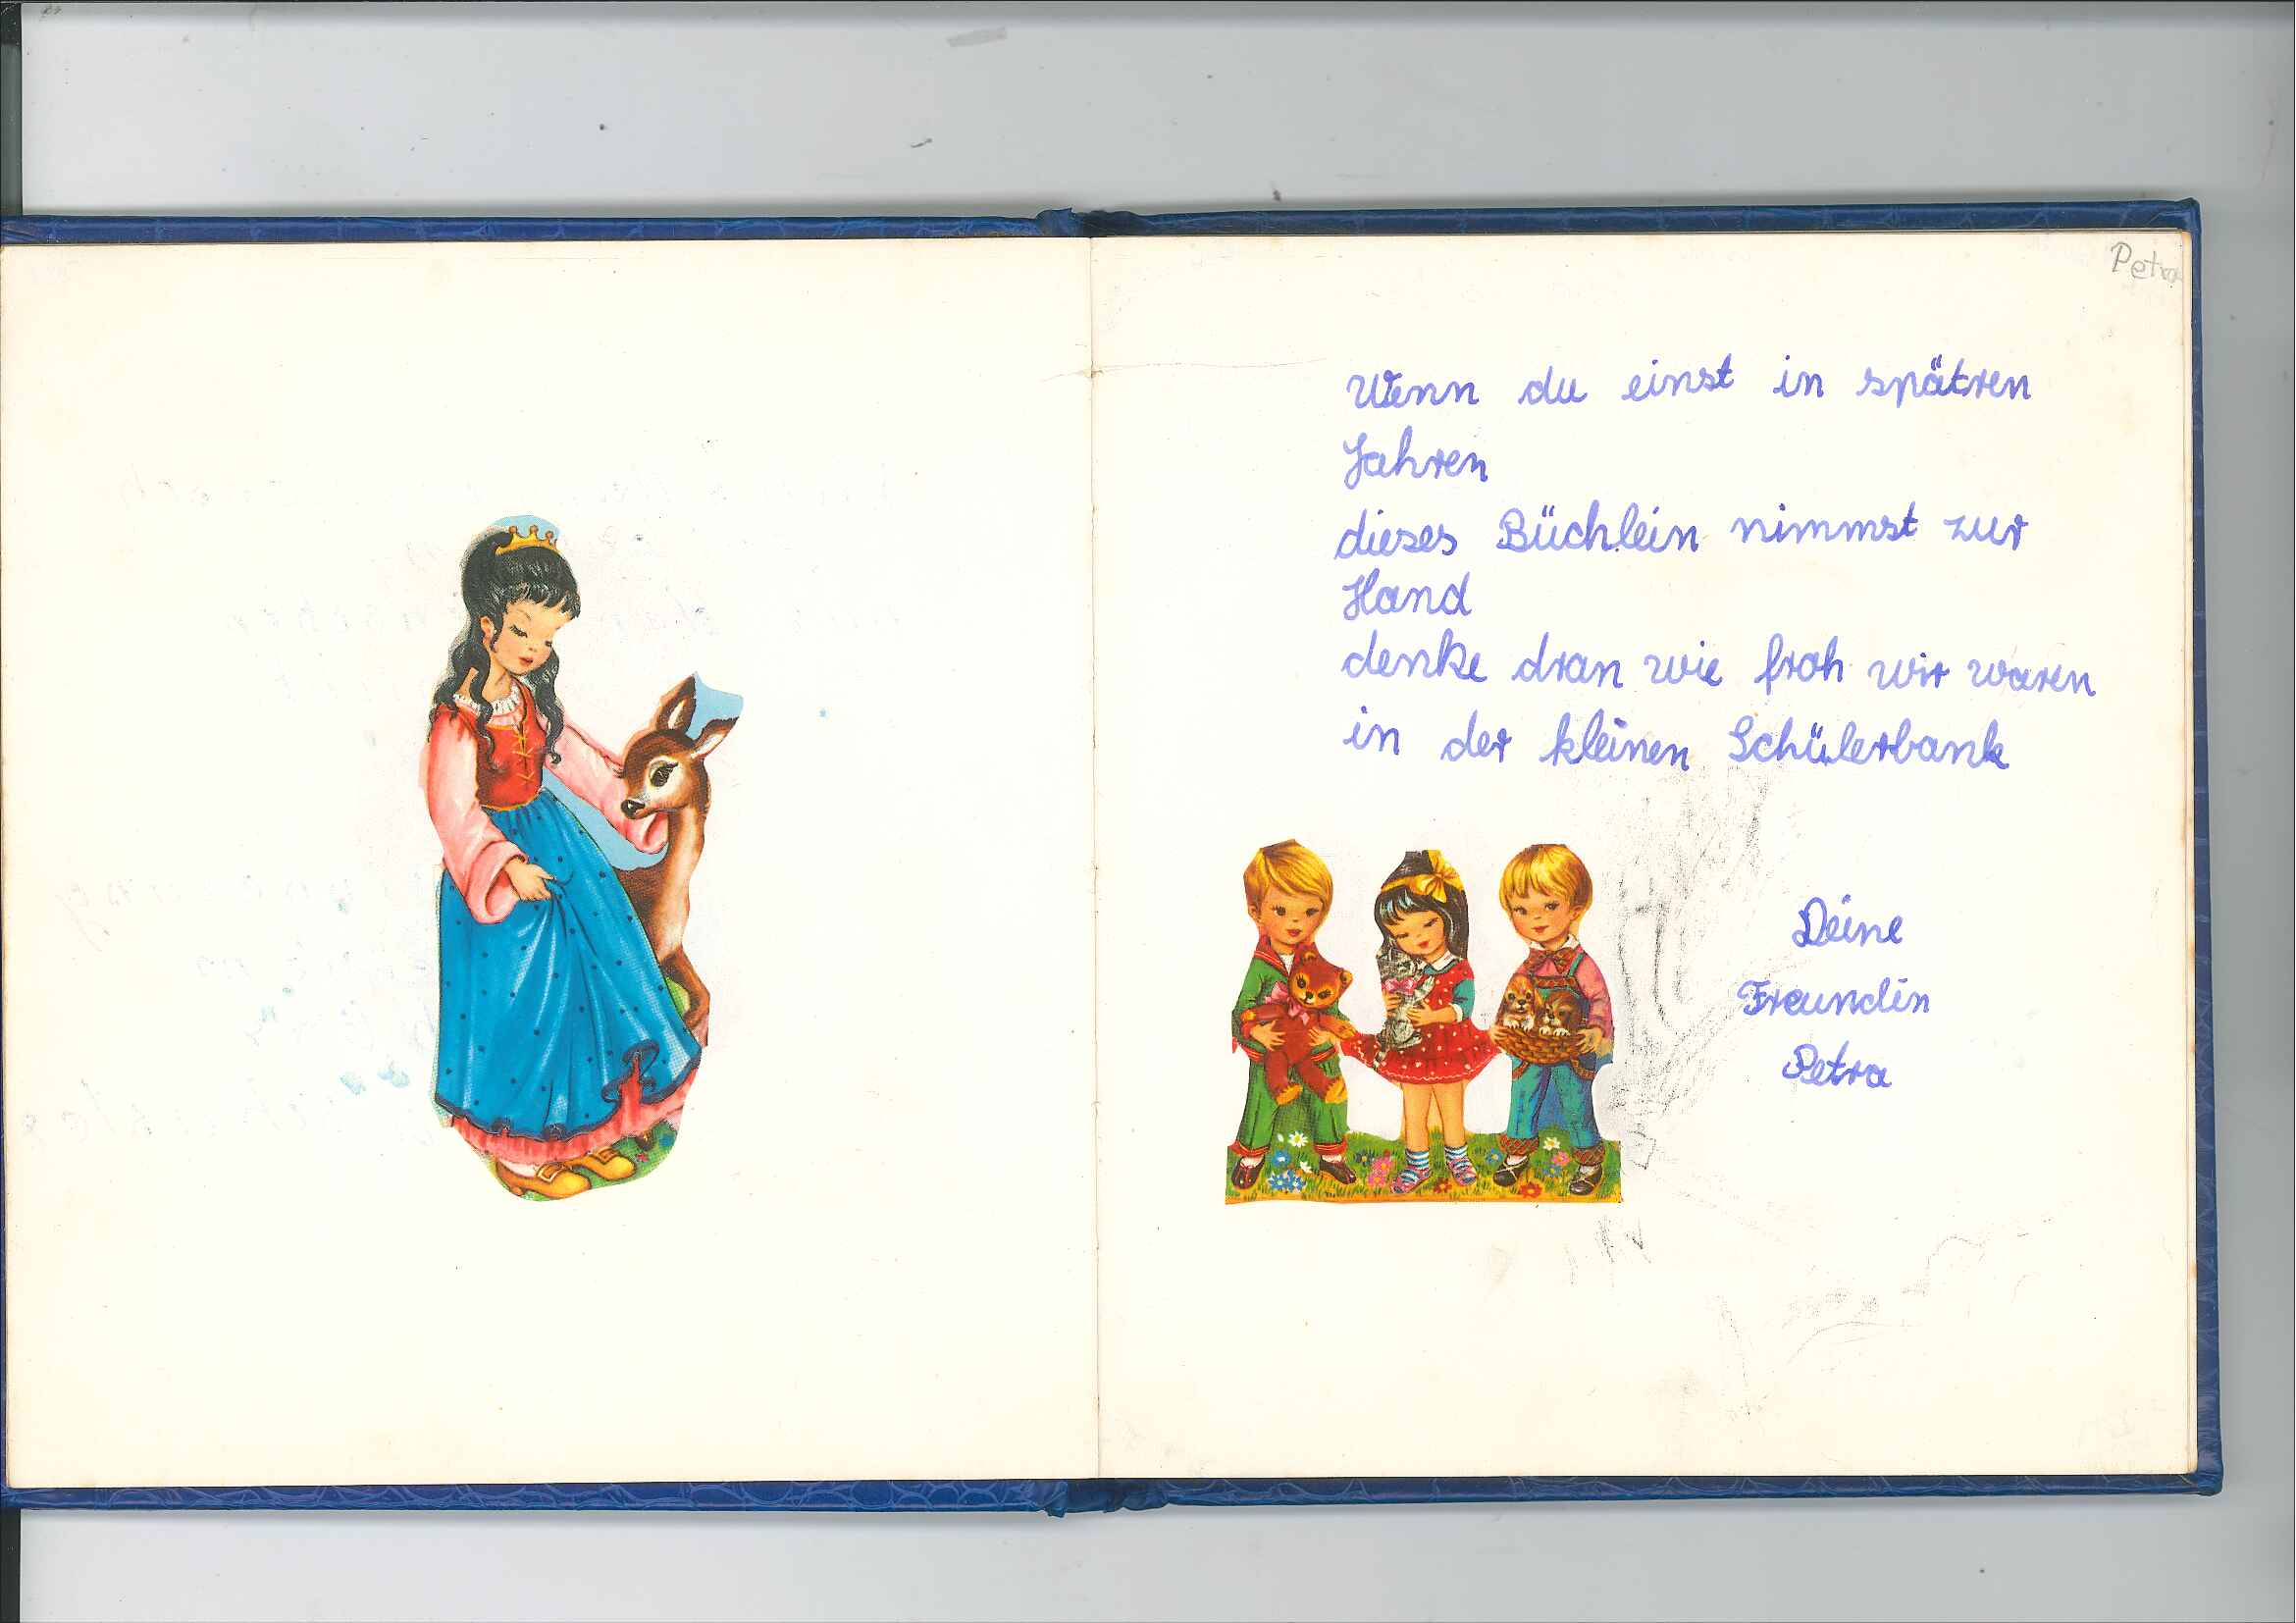 Petra
Wenn du einst in spätren
Jahren
dieses Büchlein nimmst zur
Hand
denke dran wie froh wir waren
in der kleinen Schülerbank
Deine
Freundin
Petra